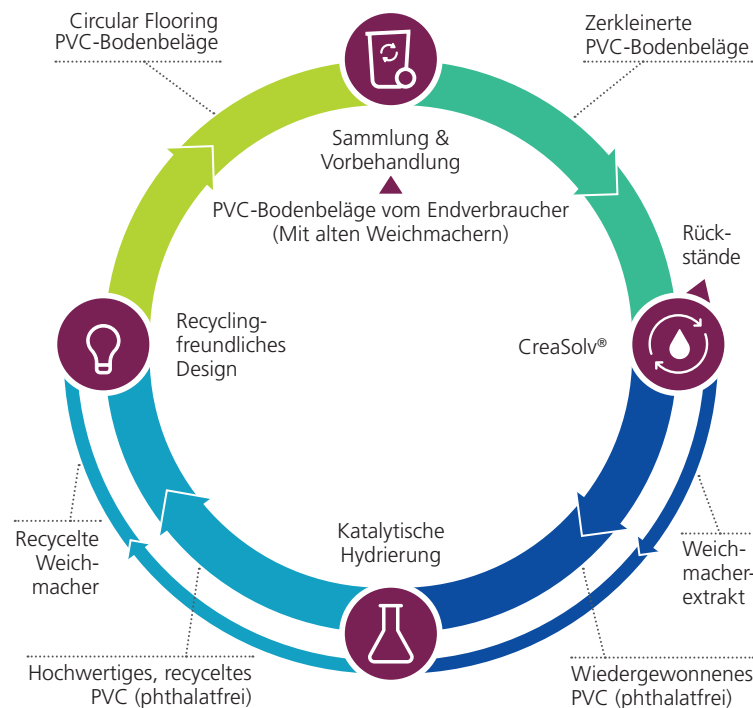 Circular Flooring
PVC-Bodenbeläge
Zerkleinerte
PVC-Bodenbeläge
Sammlung &
Vorbehandlung
PVC-Bodenbeläge vom Endverbraucher
(Mit alten Weichmachern)
Rück-
stände
Recycling-
freundliches
Design
CreaSolv®
Katalytische
Hydrierung
Recycelte
Weich-
macher
Weich-
macher-
extrakt
Hochwertiges, recyceltes
PVC (phthalatfrei)
Wiedergewonnenes
PVC (phthalatfrei)